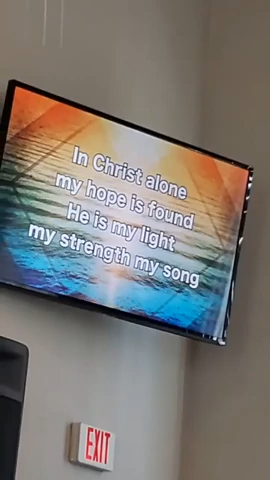 In Christ alone
my hope is found
He is my light
my strength my song
EXIT